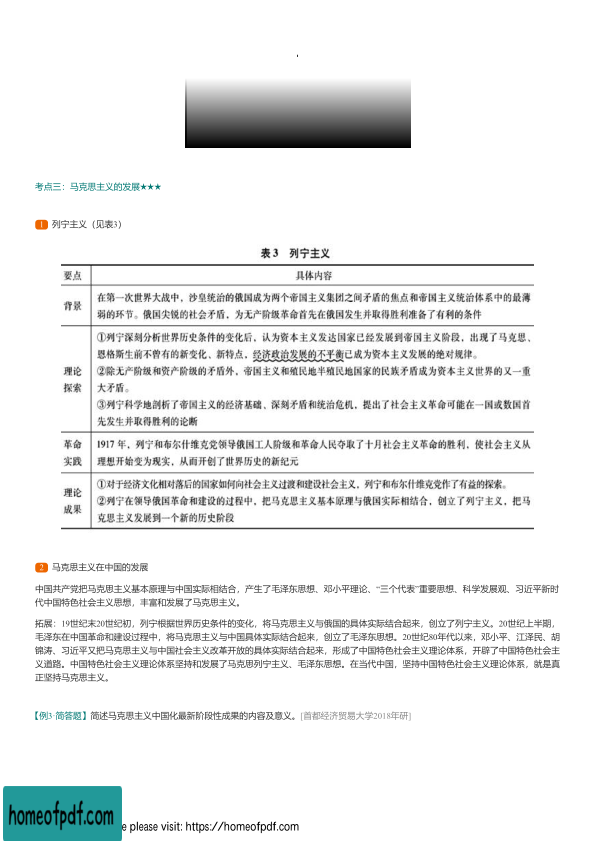 考点三：马克思主义的发展★★★
1 列宁主义（见表3）
表 3 列宁主义
要点 具体内容
背景
在第一次世界大战中，沙皇统治的俄国成为两个帝国主义集团之间矛盾的焦点和帝国主义统治体系中的最薄
弱的环节。俄国尖锐的社会矛盾，为无产阶级革命首先在俄国发生并取得胜利准备了有利的条件
理论
探索
①列宁深刻分析世界历史条件的变化后，认为资本主义发达国家已经发展到帝国主义阶段，出现了马克思、
恩格斯生前不曾有的新变化、新特点，经济政治发展的不平衡已成为资本主义发展的绝对规律。
②除无产阶级和资产阶级的矛盾外，帝国主义和殖民地半殖民地国家的民族矛盾成为资本主义世界的又一重
大矛盾。
③列宁科学地剖析了帝国主义的经济基础、深刻矛盾和统治危机，提出了社会主义革命可能在一国或数国首
先发生并取得胜利的论断
革命
实践
1917 年，列宁和布尔什维克党领导俄国工人阶级和革命人民夺取了十月社会主义革命的胜利，使社会主义从
理想开始变为现实，从而开创了世界历史的新纪元
理论
成果
①对于经济文化相对落后的国家如何向社会主义过渡和建设社会主义，列宁和布尔什维克党作了有益的探索。
②列宁在领导俄国革命和建设的过程中，把马克思主义基本原理与俄国实际相结合，创立了列宁主义，把马
克思主义发展到一个新的历史阶段
2 马克思主义在中国的发展
中国共产党把马克思主义基本原理与中国实际相结合，产生了毛泽东思想、邓小平理论、“三个代表”重要思想、科学发展观、习近平新时
代中国特色社会主义思想，丰富和发展了马克思主义。
拓展：19世纪末20世纪初，列宁根据世界历史条件的变化，将马克思主义与俄国的具体实际结合起来，创立了列宁主义。20世纪上半期，
毛泽东在中国革命和建设过程中，将马克思主义与中国具体实际结合起来，创立了毛泽东思想。20世纪80年代以来，邓小平、江泽民、胡
锦涛、习近平又把马克思主义与中国社会主义改革开放的具体实际结合起来，形成了中国特色社会主义理论体系，开辟了中国特色社会主
义道路。中国特色社会主义理论体系坚持和发展了马克思列宁主义、毛泽东思想。在当代中国，坚持中国特色社会主义理论体系，就是真
正坚持马克思主义。
【例3·简答题】简述马克思主义中国化最新阶段性成果的内容及意义。[首都经济贸易大学2018年研]
homeofpdf.com
e please visit: https://homeofpdf.com